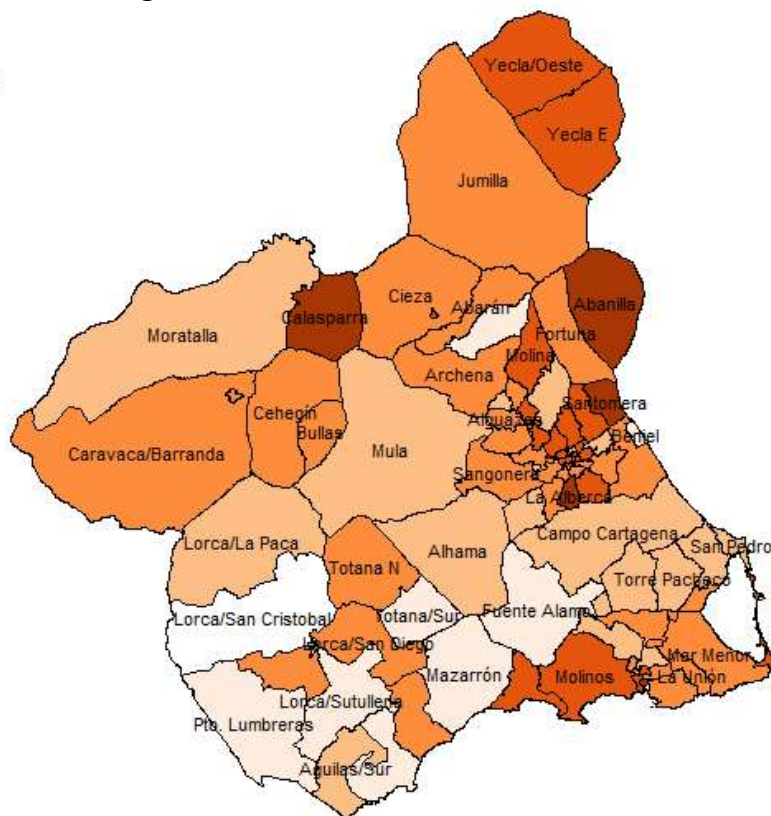 Yecla/Oeste
Yecla E
Jumilla
Cieza
Abarán
Abanilla
Calasparra
Fortuna
Moratalla
Molina
Archena
Santomera
Cehegín
Alguazas
Beniel
Bullas
Caravaca/Barranda
Mula
Sangonera
La Alberca
Campo Cartagena
Lorca/La Paca
Alhama
San Pedro
Totana N
Torre Pacheco
Lorca/San Cristobal
Totana/Sur
Fuente Alamo
Lorca/San Diego
Mar Menor
Mazarrón
Molinos
La Unión
Lorca/Sutullena
Pto. Lumbreras
Aguilas/Sur